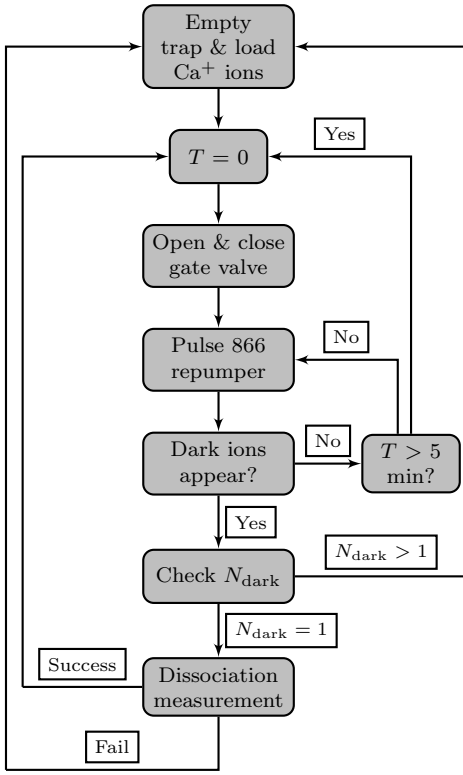 Empty
trap & load
Ca⁺ ions
Yes
T = 0
Open & close
gate valve
No
Pulse 866
repumper
Dark ions
appear?
No
T > 5
min?
Yes
N_dark > 1
Check N_dark
N_dark = 1
Success
Dissociation
measurement
Fail